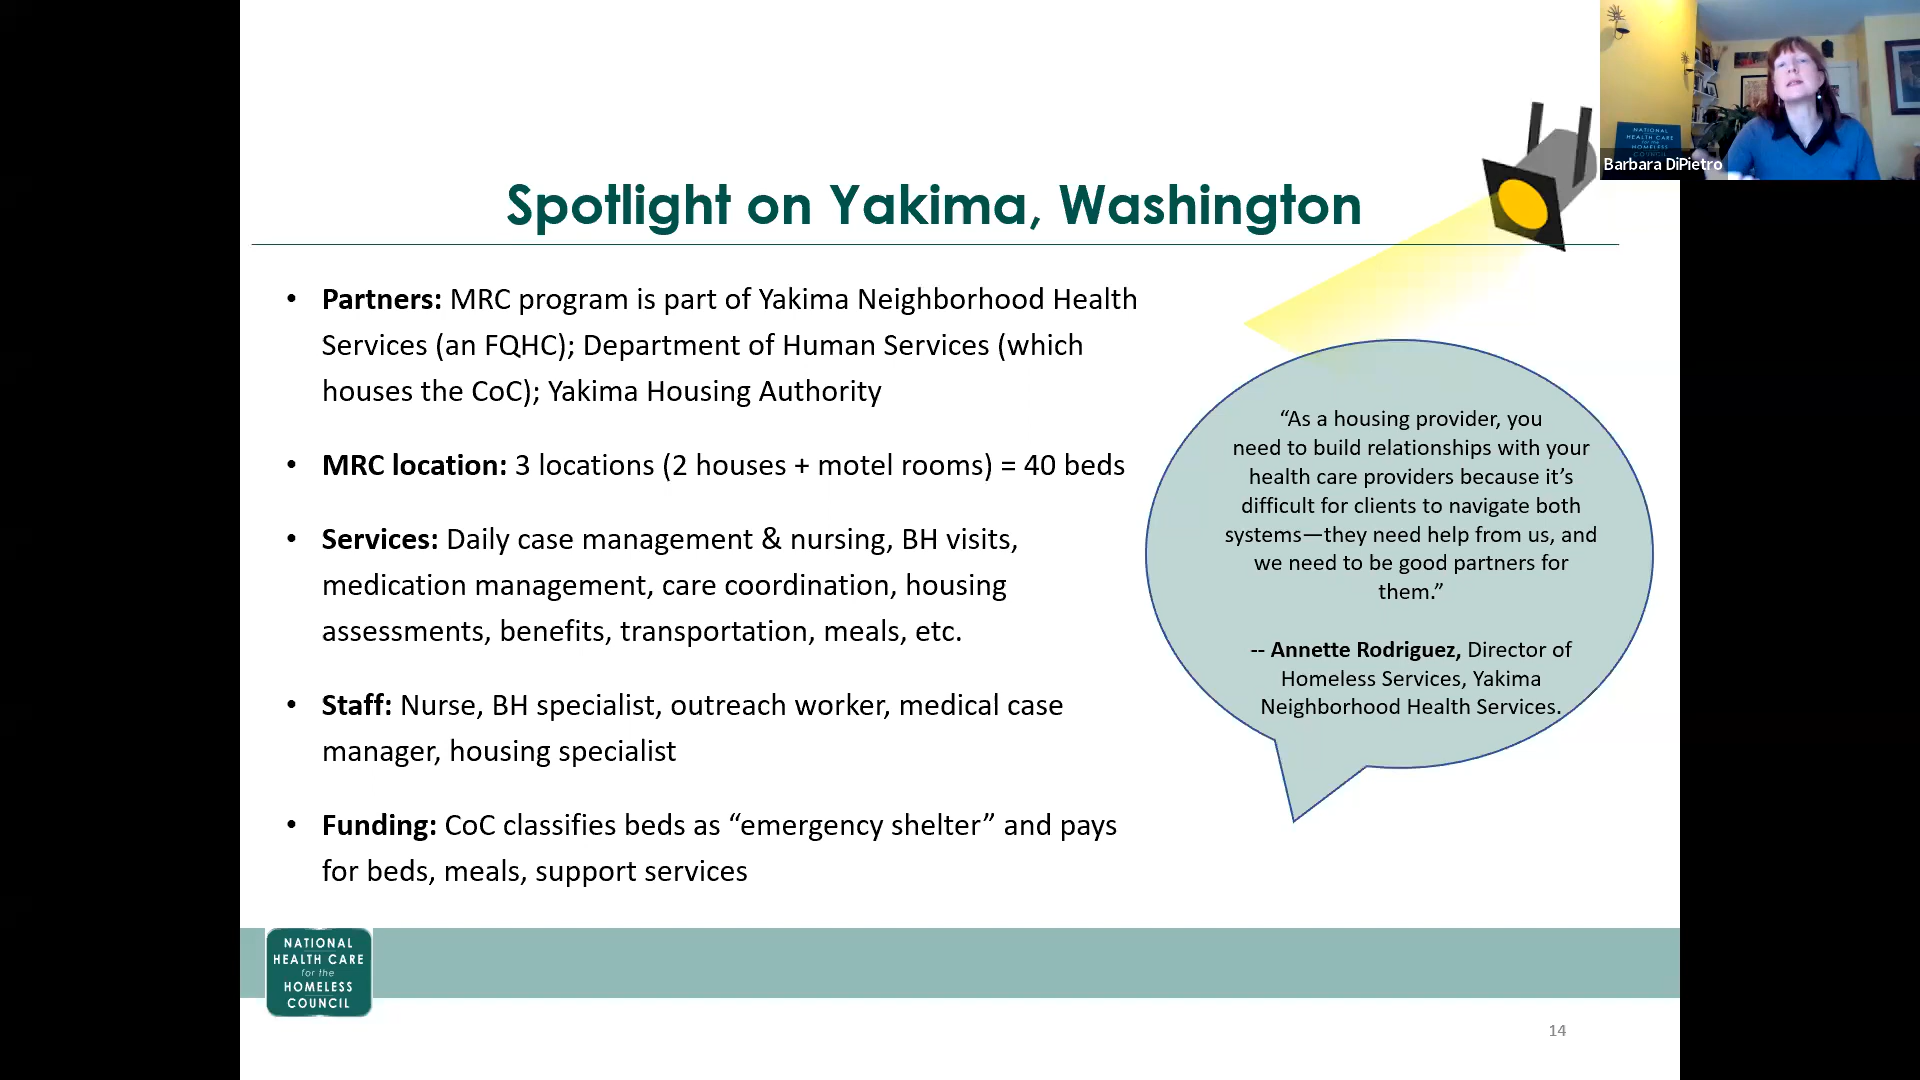 NATIONAL
HEALTH CARE
for the
HOMELESS
COUNCIL
Barbara DiPietro
Spotlight on Yakima, Washington
• Partners: MRC program is part of Yakima Neighborhood Health
Services (an FQHC); Department of Human Services (which
houses the CoC); Yakima Housing Authority
• MRC location: 3 locations (2 houses + motel rooms) = 40 beds
• Services: Daily case management & nursing, BH visits,
medication management, care coordination, housing
assessments, benefits, transportation, meals, etc.
• Staff: Nurse, BH specialist, outreach worker, medical case
manager, housing specialist
• Funding: CoC classifies beds as “emergency shelter” and pays
for beds, meals, support services
“As a housing provider, you
need to build relationships with your
health care providers because it’s
difficult for clients to navigate both
systems—they need help from us, and
we need to be good partners for
them.”
-- Annette Rodriguez, Director of
Homeless Services, Yakima
Neighborhood Health Services.
NATIONAL
HEALTH CARE
for the
HOMELESS
COUNCIL
14